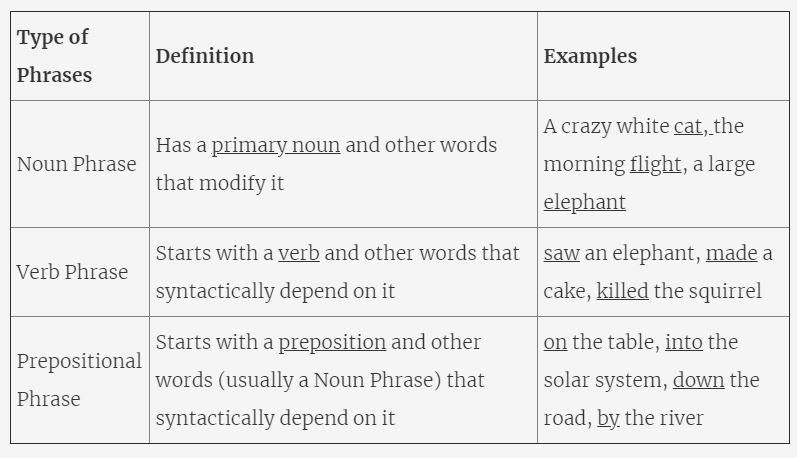 Type of
Phrases
Definition
Examples
Noun Phrase
Has a primary noun and other words
that modify it
A crazy white cat, the
morning flight, a large
elephant
Verb Phrase
Starts with a verb and other words that
syntactically depend on it
saw an elephant, made a
cake, killed the squirrel
Prepositional
Phrase
Starts with a preposition and other
words (usually a Noun Phrase) that
syntactically depend on it
on the table, into the
solar system, down the
road, by the river